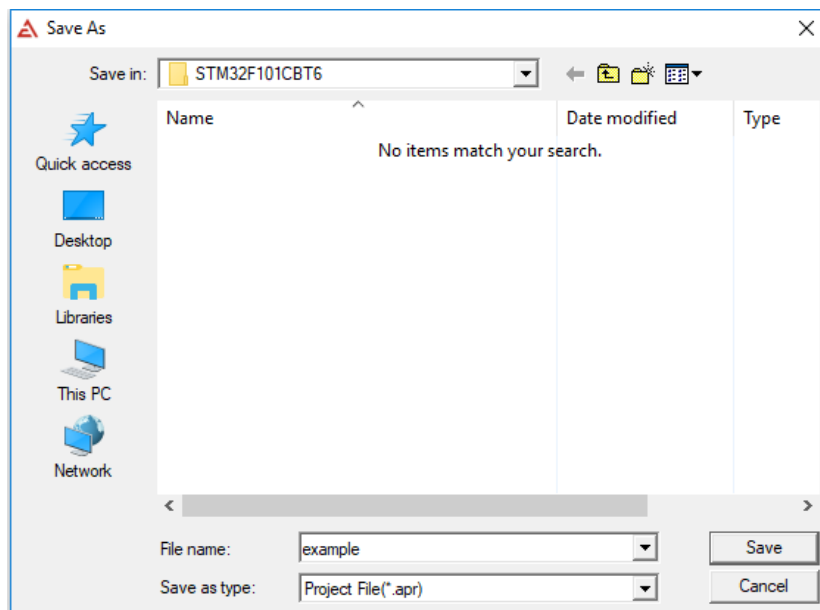 Save As
Save in: STM32F101CBT6
Name Date modified Type
No items match your search.
Quick access
Desktop
Libraries
This PC
Network
File name: example Save
Save as type: Project File(*.apr) Cancel